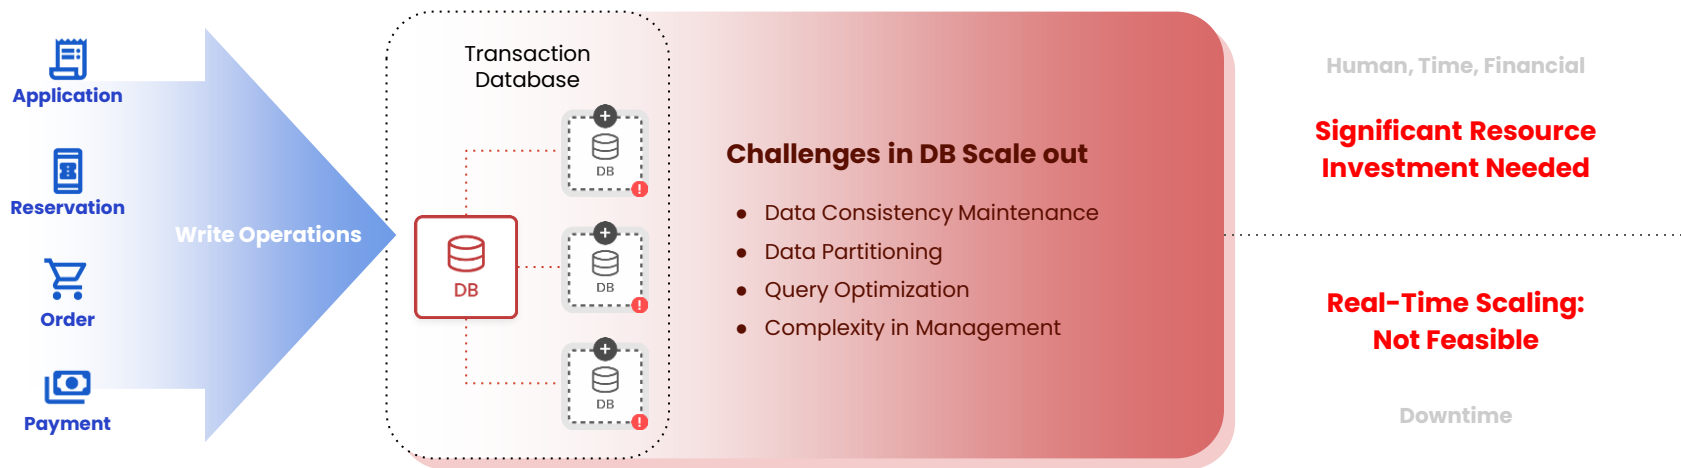 Application
Reservation
Order
Payment
Write Operations
Transaction
Database
DB
DB
DB
DB
Challenges in DB Scale out
● Data Consistency Maintenance
● Data Partitioning
● Query Optimization
● Complexity in Management
Human, Time, Financial
Significant Resource
Investment Needed
Real-Time Scaling:
Not Feasible
Downtime